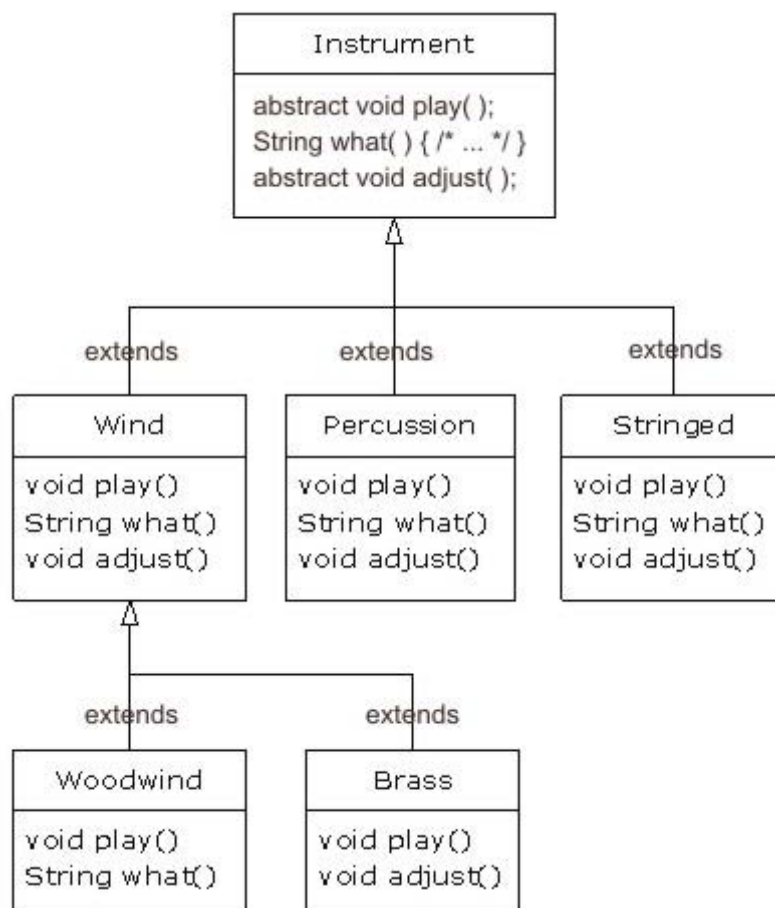 Instrument
abstract void play( );
String what( ) { /* ... */ }
abstract void adjust( );
extends
extends
extends
Wind
void play()
String what()
void adjust()
Percussion
void play()
String what()
void adjust()
Stringed
void play()
String what()
void adjust()
extends
extends
Woodwind
void play()
String what()
Brass
void play()
void adjust()